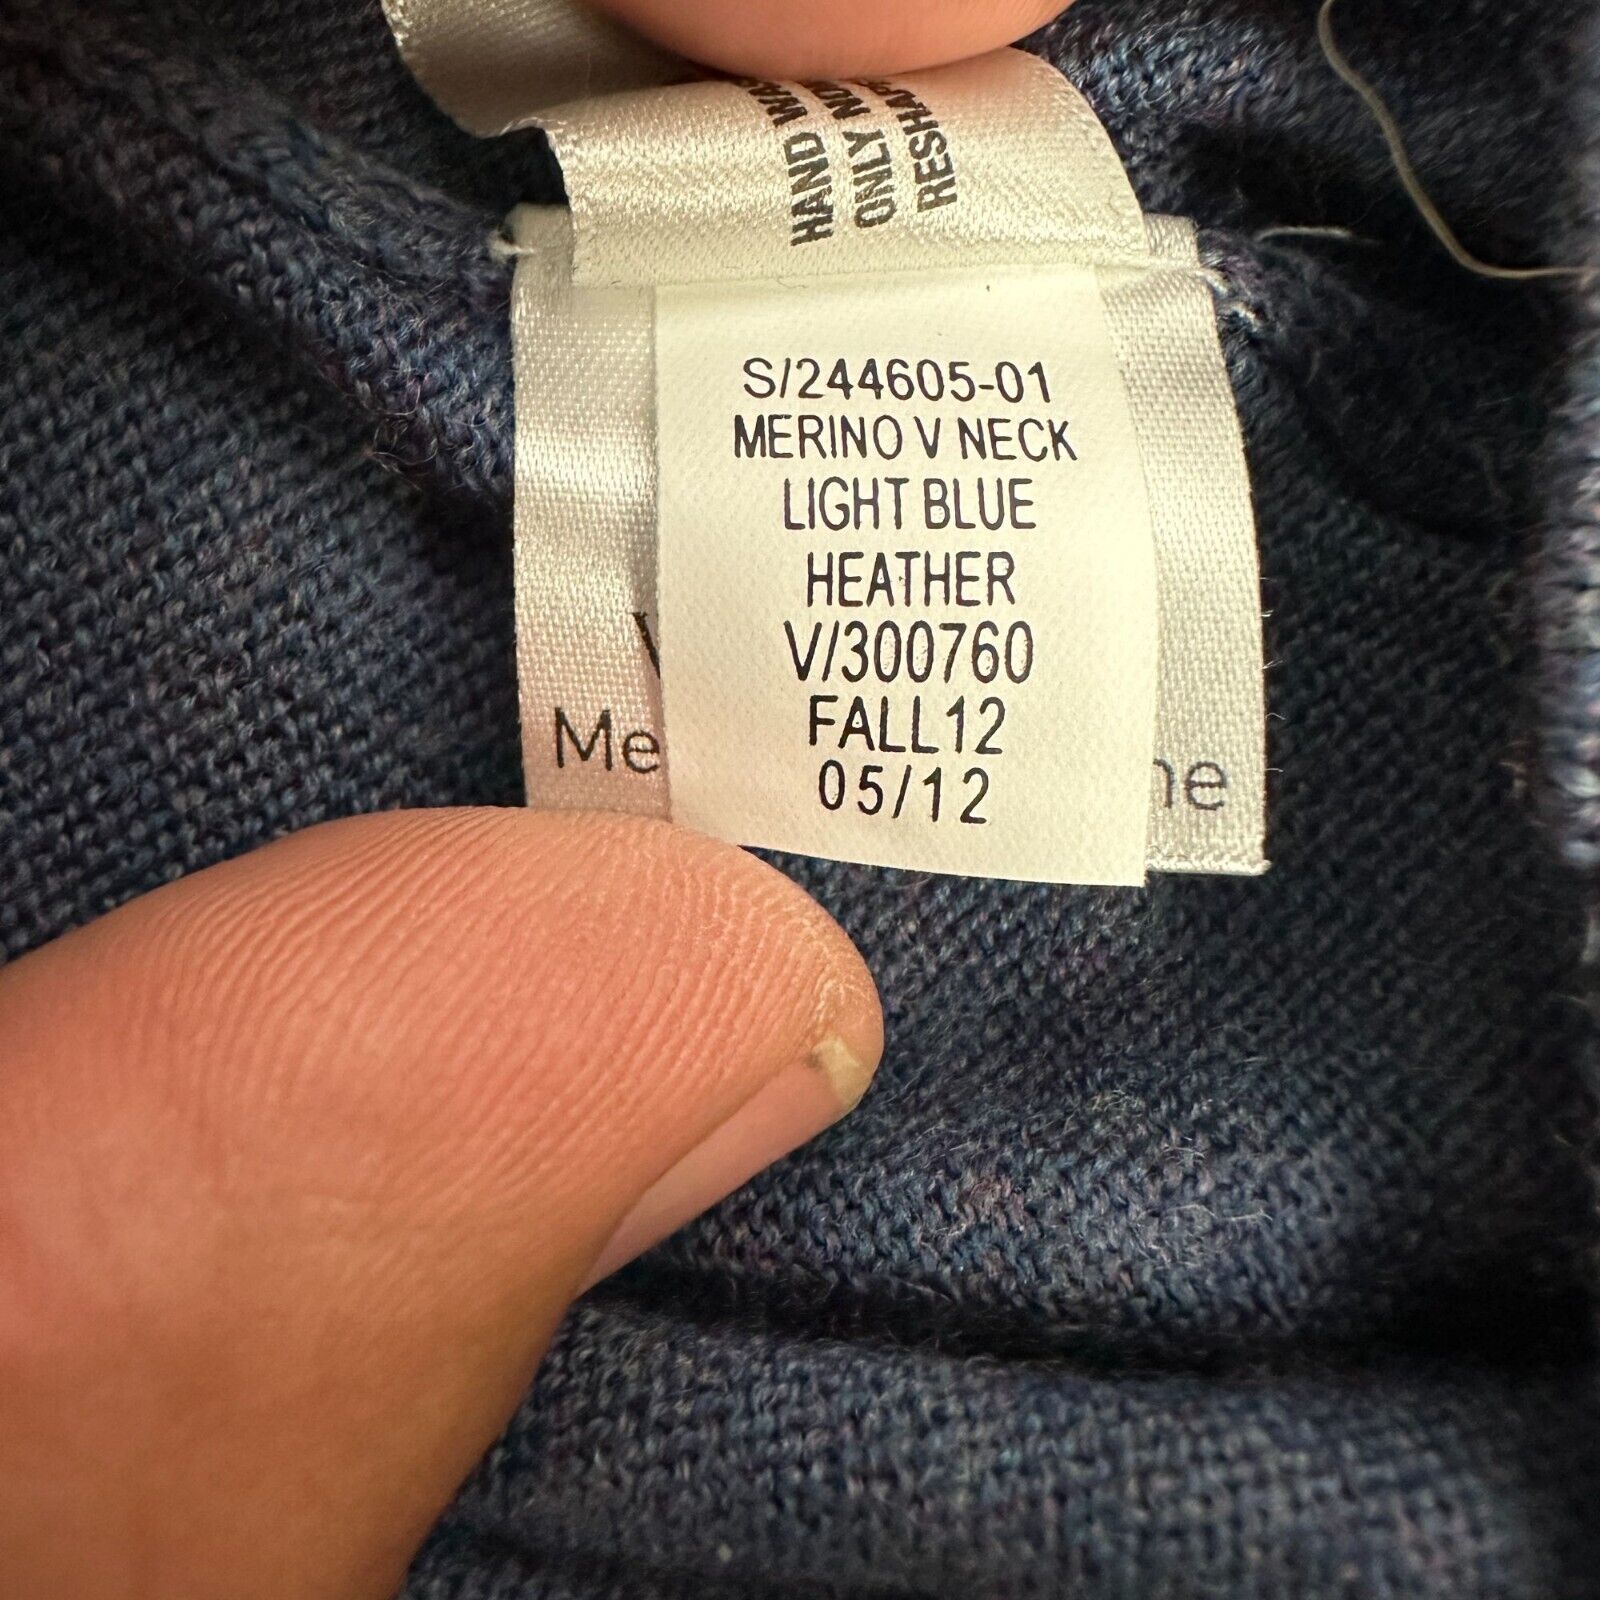 HAND
ONLY
S/244605-01
MERINO V NECK
LIGHT BLUE
HEATHER
V/300760
FALL12
05/12